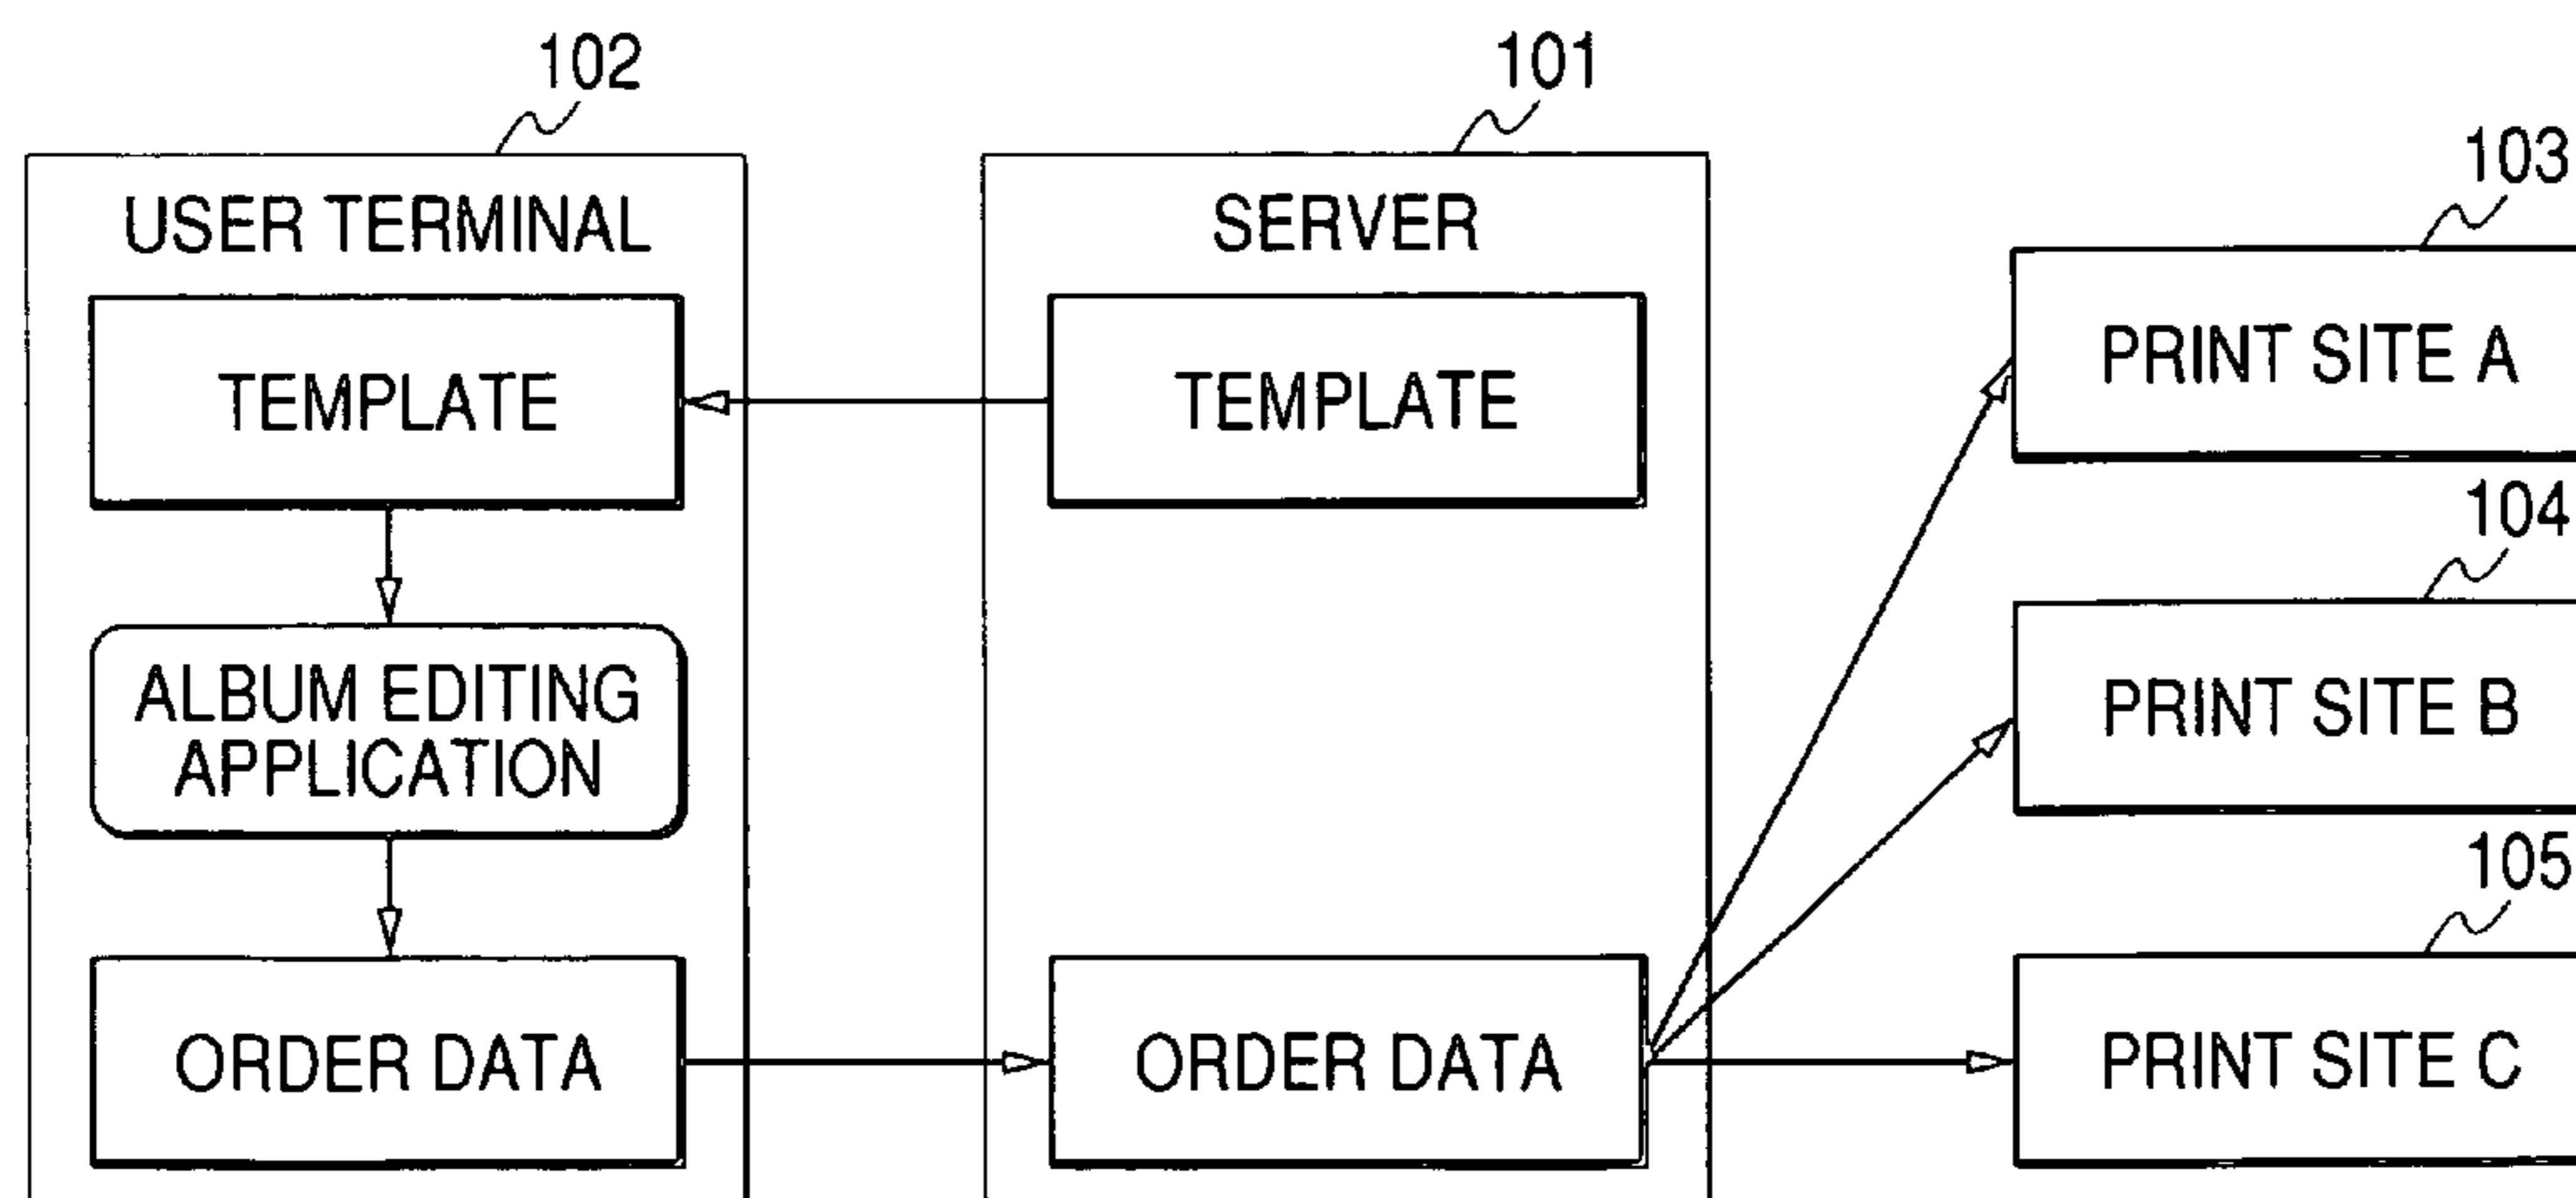 102
101
103
USER TERMINAL
SERVER
TEMPLATE
TEMPLATE
PRINT SITE A
104
ALBUM EDITING
APPLICATION
PRINT SITE B
105
ORDER DATA
ORDER DATA
PRINT SITE C